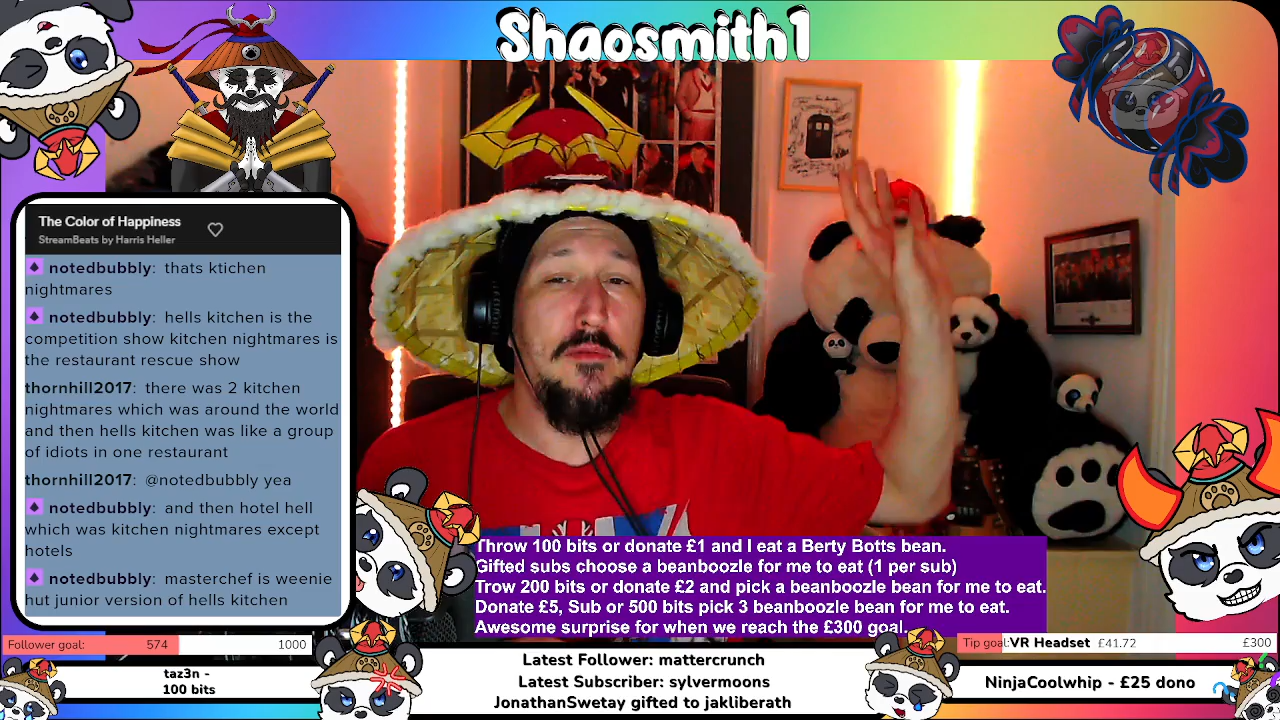 Shaosmith1
The Color of Happiness
StreamBeats by Harris Heller
notedbubbly: thats ktichen
nightmares
notedbubbly: hells kitchen is the
competition show kitchen nightmares is
the restaurant rescue show
thornhill2017: there was 2 kitchen
nightmares which was around the world
and then hells kitchen was like a group
of idiots in one restaurant
thornhill2017: @notedbubbly yea
notedbubbly: and then hotel hell
which was kitchen nightmares except
hotels
notedbubbly: masterchef is weenie
hut junior version of hells kitchen
Throw 100 bits or donate £1 and I eat a Berty Botts bean.
Gifted subs choose a beanboozle for me to eat (1 per sub)
Trow 200 bits or donate £2 and pick a beanboozle bean for me to eat.
Donate £5, Sub or 500 bits pick 3 beanboozle bean for me to eat.
Awesome surprise for when we reach the £300 goal.
Follower goal: 574 1000
Tip goal: VR Headset £41.72 £300
taz3n -
100 bits
Latest Follower: mattercrunch
Latest Subscriber: sylvermoons
JonathanSwetay gifted to jakliberath
NinjaCoolwhip - £25 dono